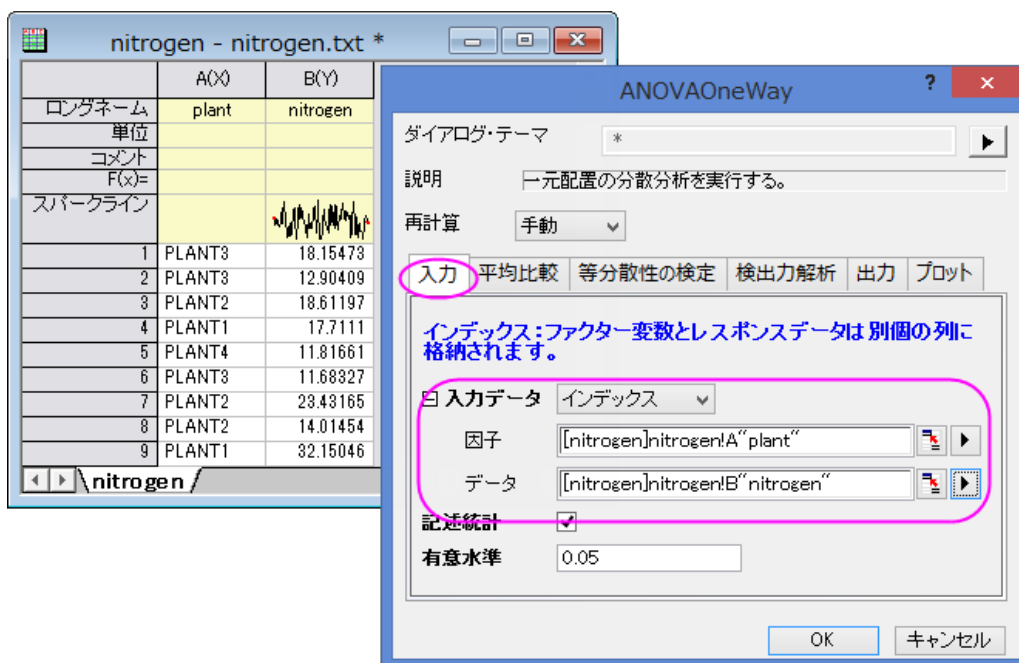 nitrogen - nitrogen.txt *
A(X) B(Y)
ロングネーム plant nitrogen
単位
コメント
F(x)=
スパークライン
1 PLANT3 18.15473
2 PLANT3 12.90409
3 PLANT2 18.61197
4 PLANT1 17.7111
5 PLANT4 11.81661
6 PLANT3 11.68327
7 PLANT2 23.43165
8 PLANT2 14.01454
9 PLANT1 32.15046
nitrogen
ANOVAOneWay ? ×
ダイアログ・テーマ *
説明 一元配置の分散分析を実行する。
再計算 手動
入力 平均比較 等分散性の検定 検出力解析 出力 プロット
インデックス:ファクター変数とレスポンスデータは別個の列に
格納されます。
入力データ インデックス
因子 [nitrogen]nitrogen!A"plant"
データ [nitrogen]nitrogen!B"nitrogen"
記述統計
有意水準 0.05
OK キャンセル